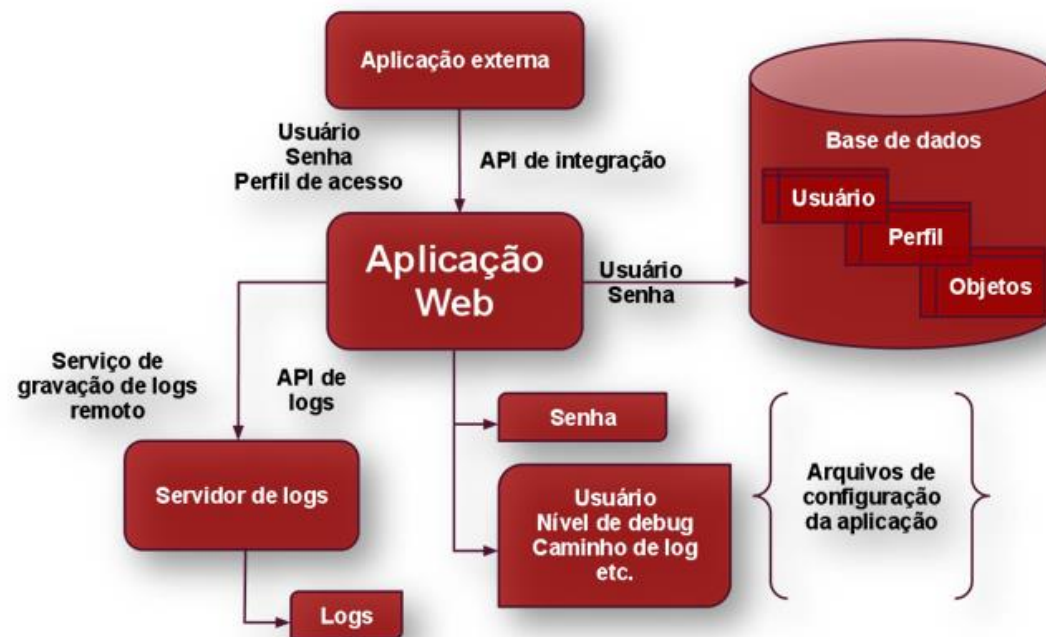 Aplicação externa
Usuário
Senha
Perfil de acesso
API de integração
Base de dados
Usuário
Perfil
Objetos
Aplicação
Web
Usuário
Senha
Serviço de
gravação de logs
remoto
API de
logs
Senha
Servidor de logs
Usuário
Nível de debug
Caminho de log
etc.
Arquivos de
configuração
da aplicação
Logs